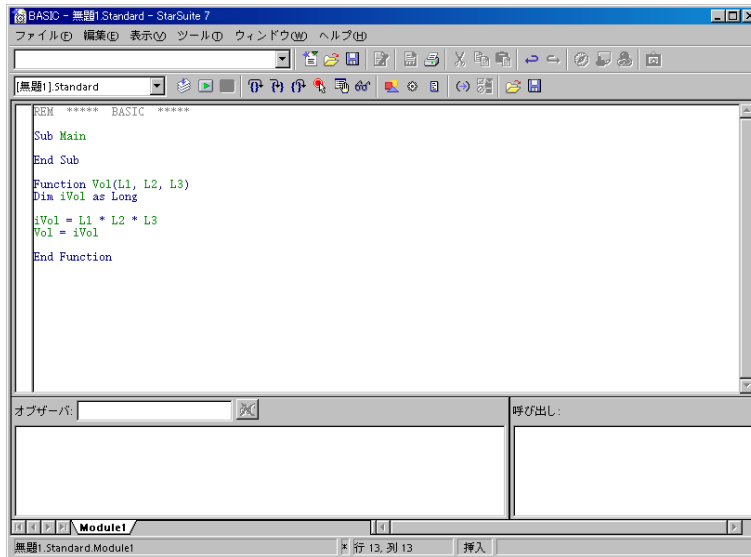 BASIC - 無題1.Standard - StarSuite 7
ファイル(F) 編集(E) 表示(V) ツール(T) ウィンドウ(W) ヘルプ(H)
[無題1].Standard
REM ***** BASIC *****
Sub Main
End Sub
Function Vol(L1, L2, L3)
Dim iVol as Long
iVol = L1 * L2 * L3
Vol = iVol
End Function
オブザーバ:
呼び出し:
Module1
無題1.Standard.Module1 * 行 13, 列 13 挿入